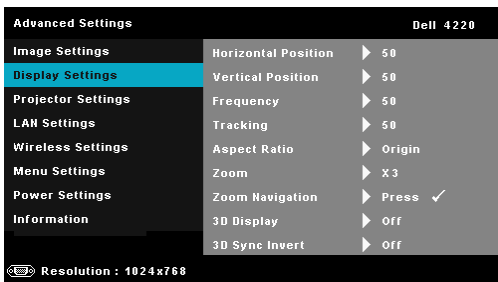 Advanced Settings Dell 4220
Image Settings Horizontal Position 50
Display Settings Vertical Position 50
Projector Settings Frequency 50
LAN Settings Tracking 50
Wireless Settings Aspect Ratio Origin
Menu Settings Zoom X3
Power Settings Zoom Navigation Press ✓
Information 3D Display Off
3D Sync Invert Off
Resolution : 1024x768